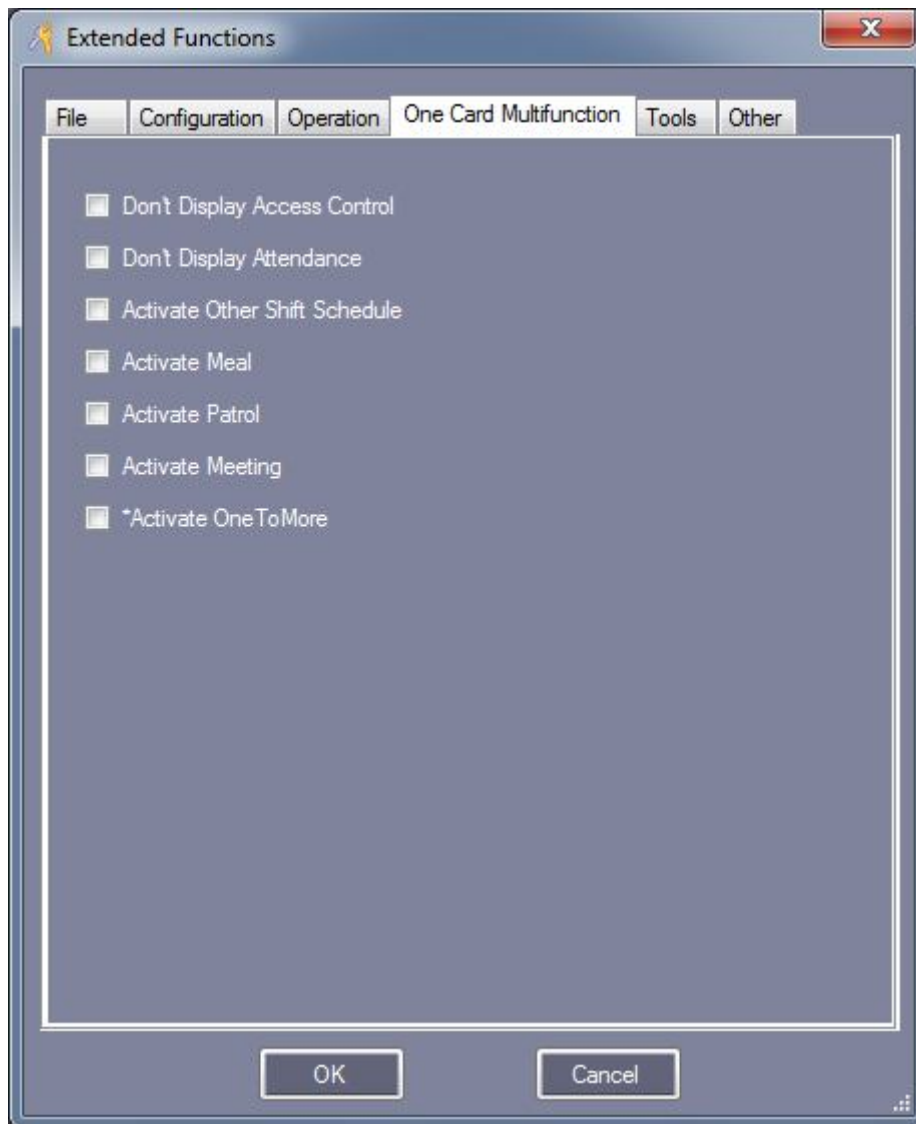 Extended Functions
File Configuration Operation One Card Multifunction Tools Other
Don't Display Access Control
Don't Display Attendance
Activate Other Shift Schedule
Activate Meal
Activate Patrol
Activate Meeting
*Activate OneToMore
OK Cancel